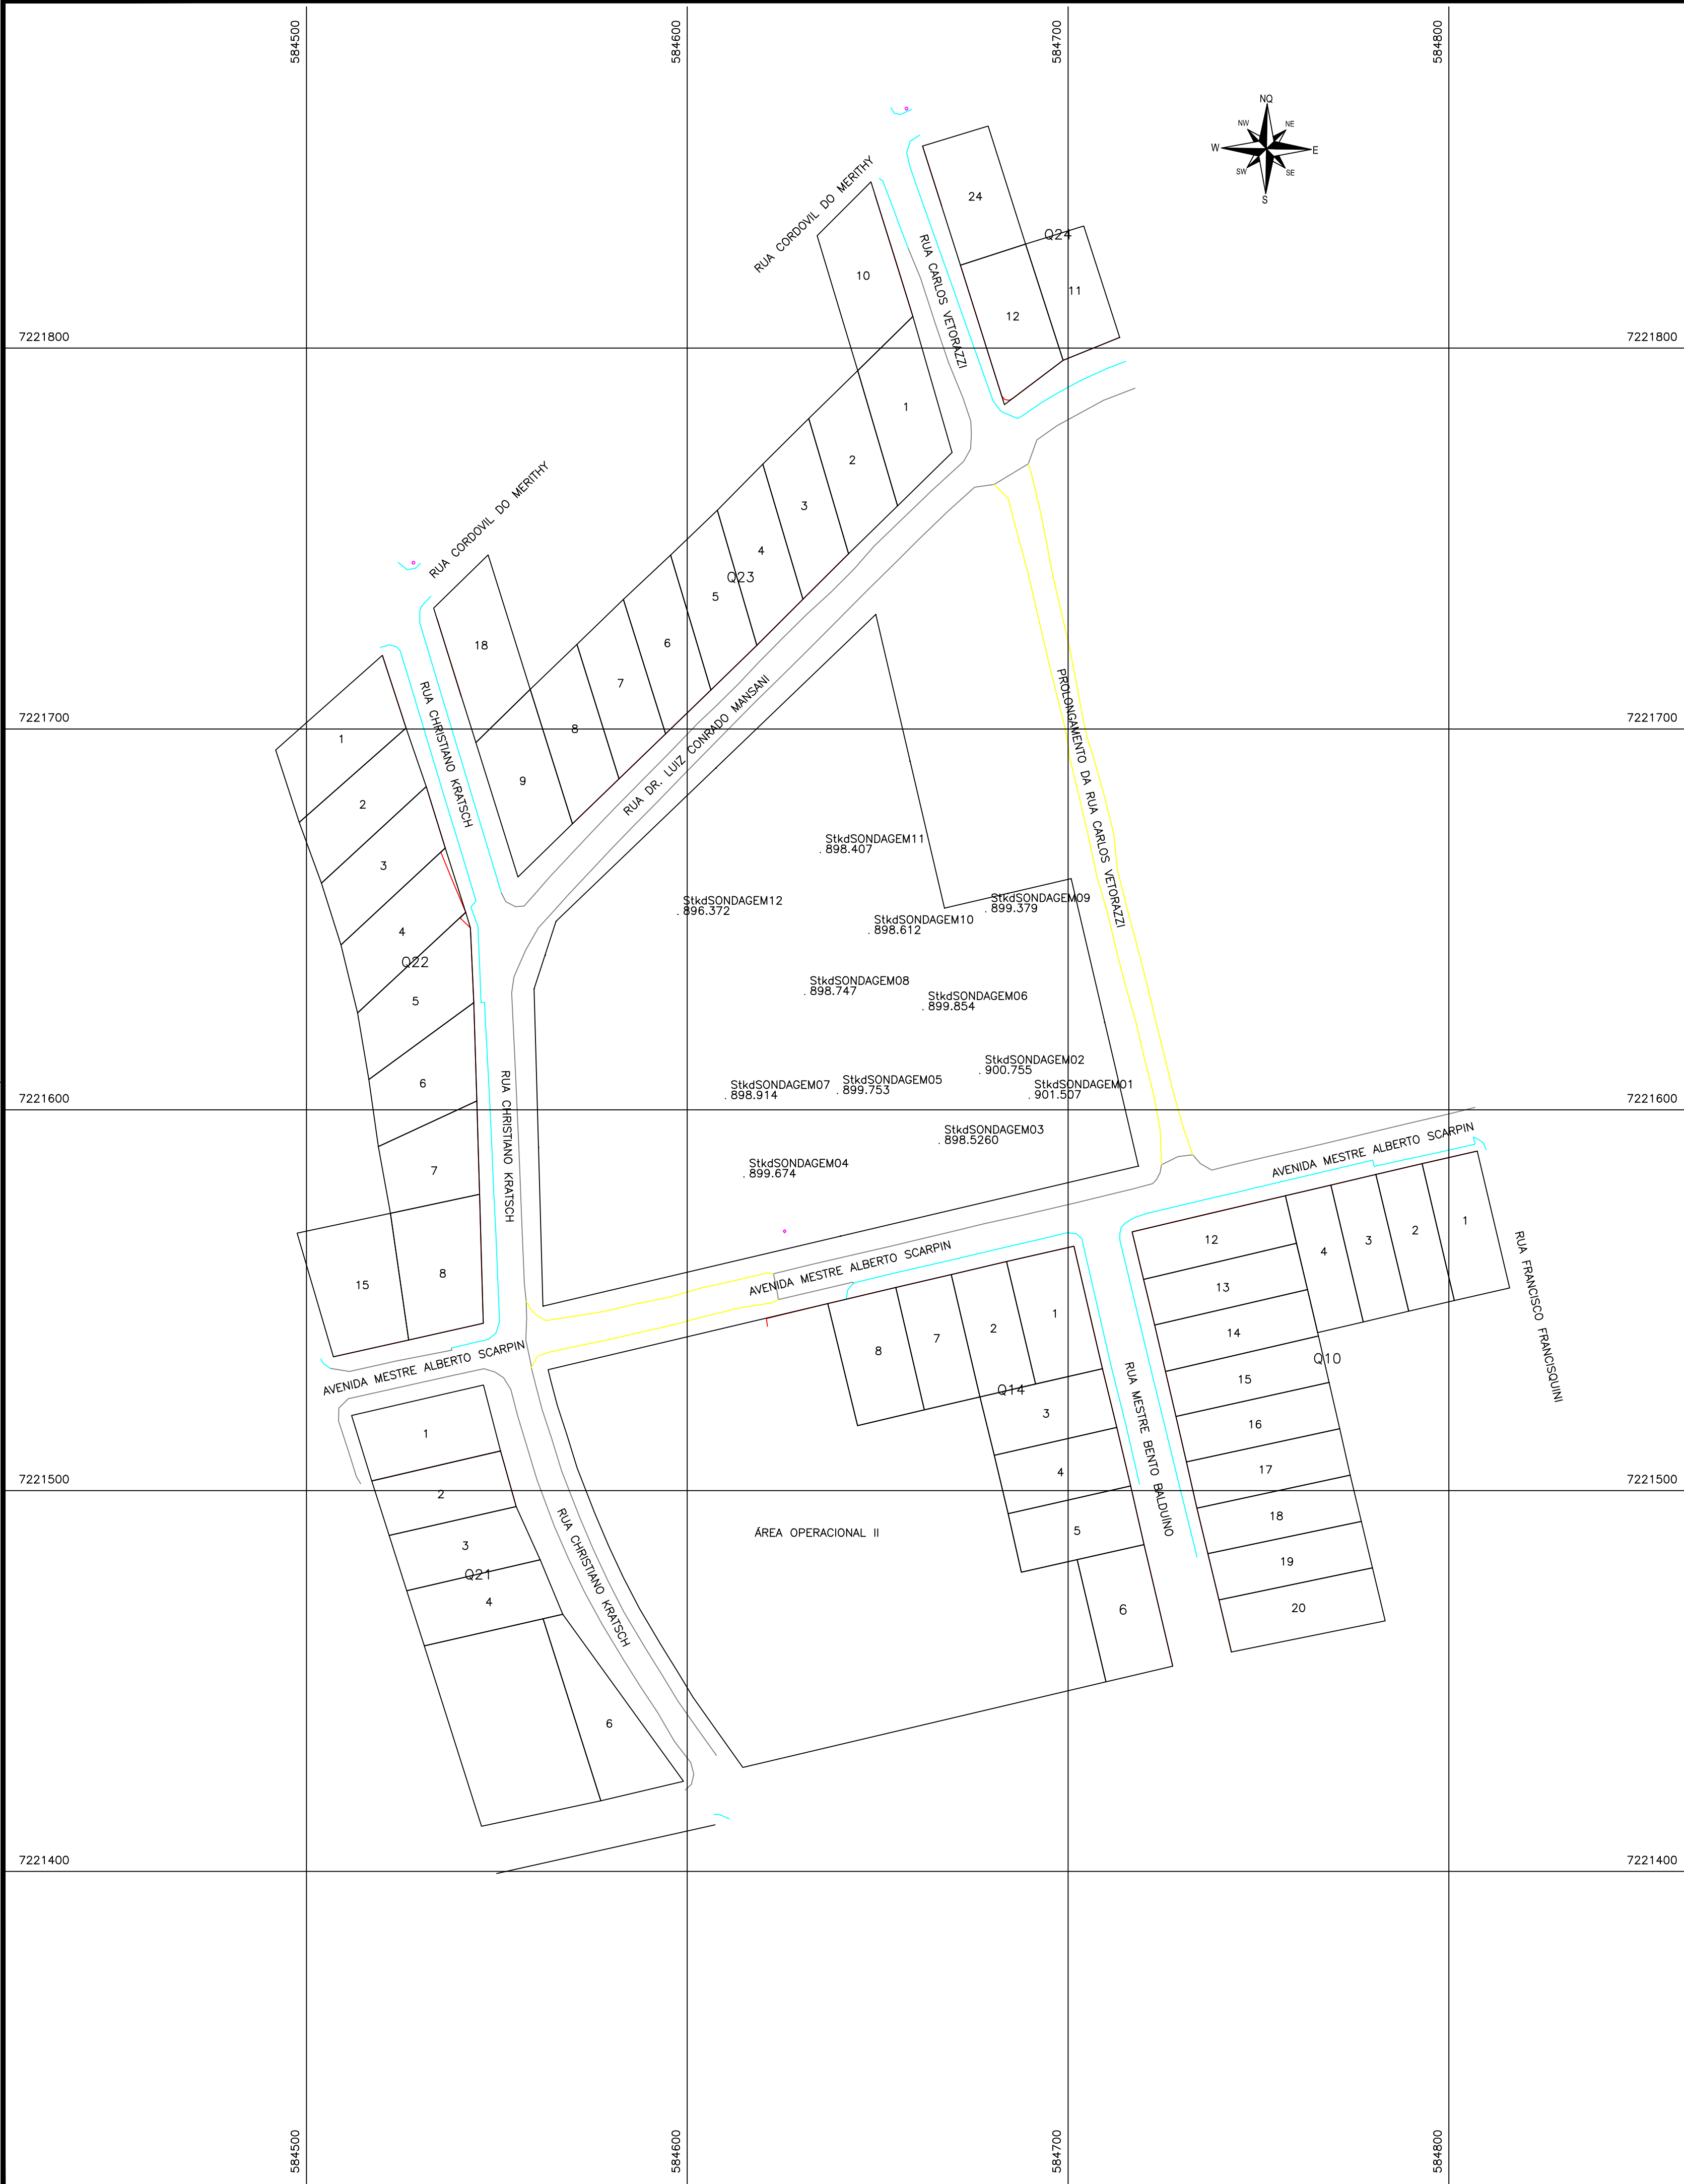 584500
584600
584700
584800
NQ
NW
NE
W
E
SW
SE
S
RUA CORDOVIL DO MERITHY
24
Q24
RUA CARLOS VETORAZZI
10
11
12
7221800
7221800
1
2
RUA CORDOVIL DO MERITHY
3
4
Q23
5
6
18
7
RUA CHRISTIANO KRATSCH
8
9
RUA DR. LUIZ CONRADO MANSANI
PROLONGAMENTO DA RUA CARLOS VETORAZZI
7221700
7221700
1
2
3
4
Q22
5
6
7
8
15
StkdSONDAGEM11
. 898.407
StkdSONDAGEM12
. 896.372
StkdSONDAGEM09
. 899.379
StkdSONDAGEM10
. 898.612
StkdSONDAGEM08
. 898.747
StkdSONDAGEM06
. 899.854
StkdSONDAGEM02
. 900.755
StkdSONDAGEM05
. 899.753
StkdSONDAGEM07
. 898.914
StkdSONDAGEM01
. 901.507
StkdSONDAGEM03
. 898.5260
StkdSONDAGEM04
. 899.674
7221600
7221600
RUA CHRISTIANO KRATSCH
AVENIDA MESTRE ALBERTO SCARPIN
AVENIDA MESTRE ALBERTO SCARPIN
AVENIDA MESTRE ALBERTO SCARPIN
12
4
3
2
1
13
14
Q10
15
16
17
18
19
20
RUA FRANCISCO FRANCISQUINI
8
7
2
1
Q14
3
4
5
6
RUA MESTRE BENTO BALDUÍNO
7221500
7221500
ÁREA OPERACIONAL II
1
2
3
Q21
4
6
RUA CHRISTIANO KRATSCH
7221400
7221400
584500
584600
584700
584800